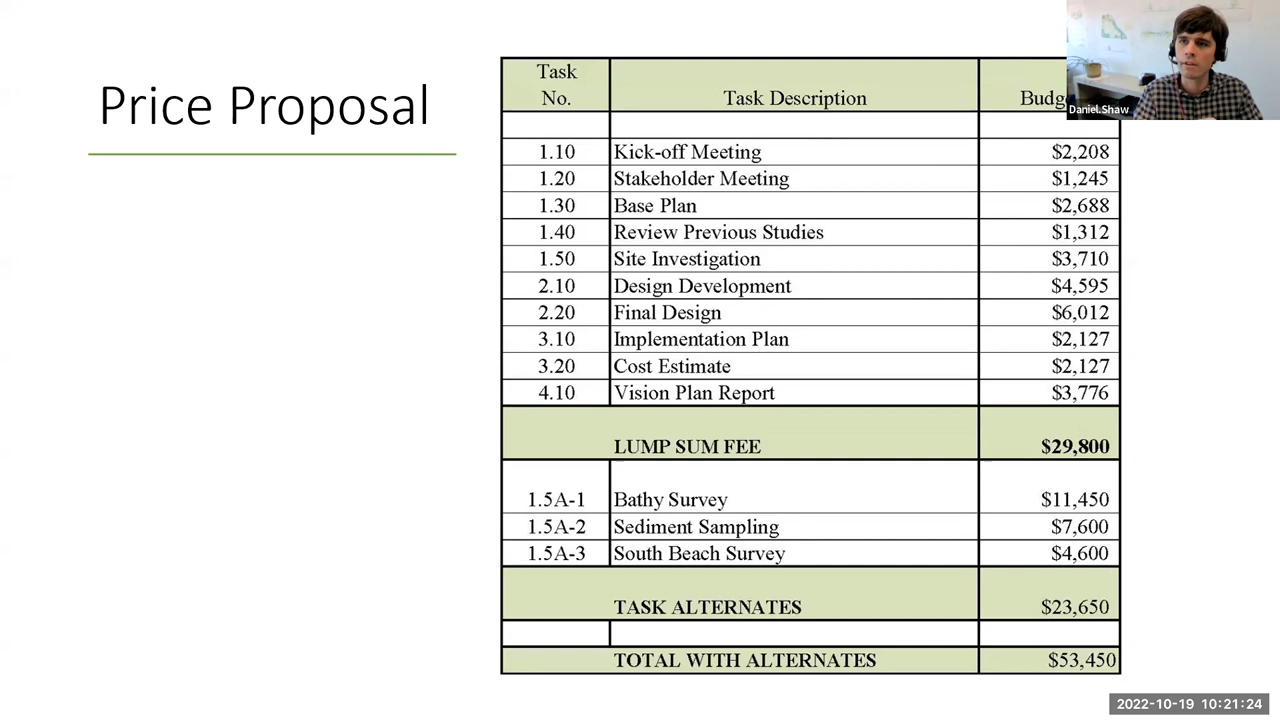 Price Proposal
Task
No. Task Description Budg
1.10 Kick-off Meeting $2,208
1.20 Stakeholder Meeting $1,245
1.30 Base Plan $2,688
1.40 Review Previous Studies $1,312
1.50 Site Investigation $3,710
2.10 Design Development $4,595
2.20 Final Design $6,012
3.10 Implementation Plan $2,127
3.20 Cost Estimate $2,127
4.10 Vision Plan Report $3,776
LUMP SUM FEE $29,800
1.5A-1 Bathy Survey $11,450
1.5A-2 Sediment Sampling $7,600
1.5A-3 South Beach Survey $4,600
TASK ALTERNATES $23,650
TOTAL WITH ALTERNATES $53,450
Daniel.Shaw
2022-10-19 10:21:24